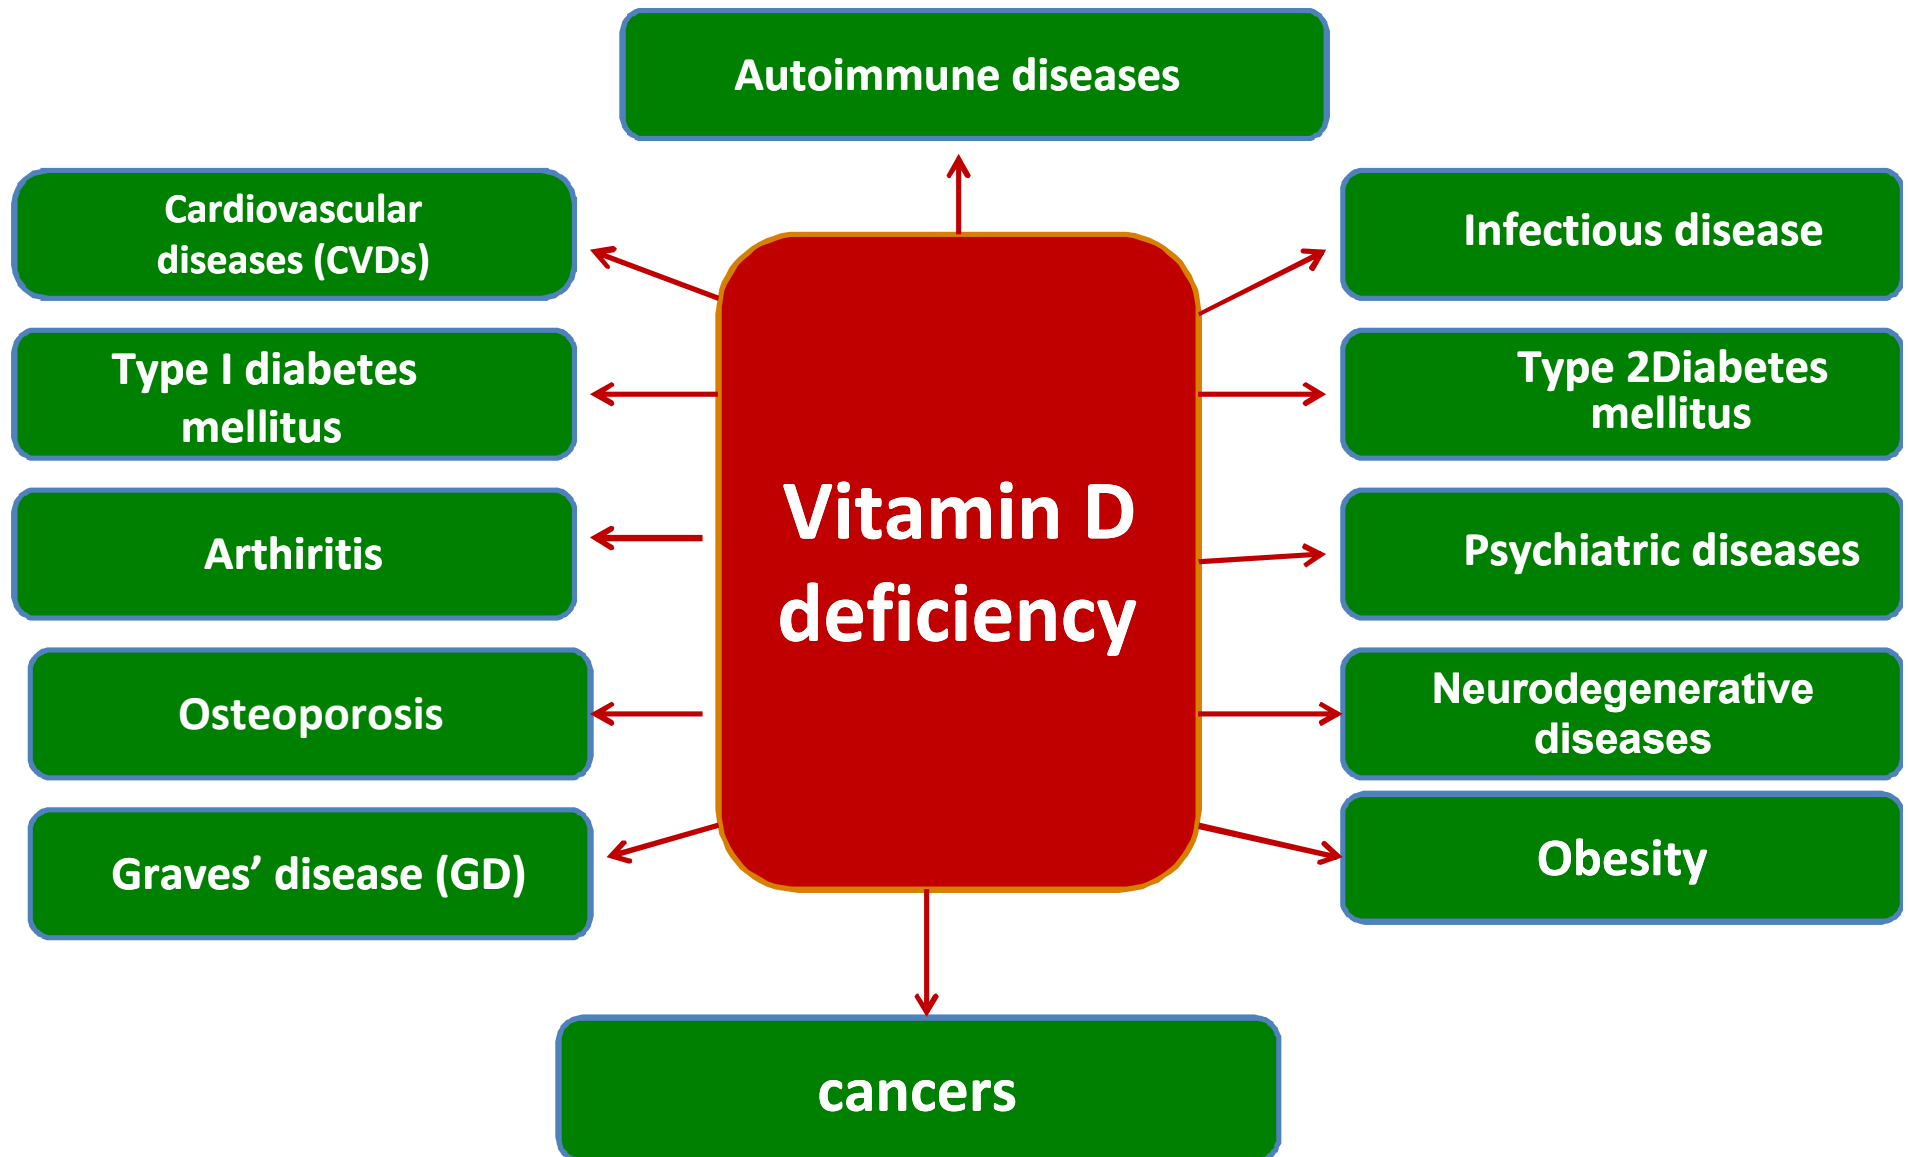 Autoimmune diseases
Cardiovascular
diseases (CVDs)
Infectious disease
Type I diabetes
mellitus
Type 2Diabetes
mellitus
Vitamin D
deficiency
Arthiritis
Psychiatric diseases
Osteoporosis
Neurodegenerative
diseases
Graves’ disease (GD)
Obesity
cancers